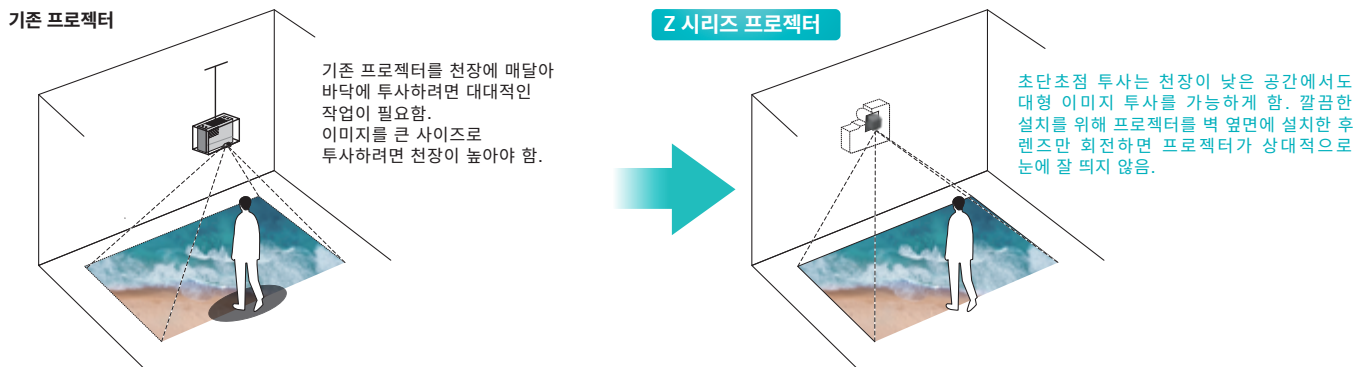 기존 프로젝터
기존 프로젝터를 천장에 매달아
바닥에 투사하려면 대대적인
작업이 필요함.
이미지를 큰 사이즈로
투사하려면 천장이 높아야 함.
Z 시리즈 프로젝터
초단초점 투사는 천장이 낮은 공간에서도
대형 이미지 투사를 가능하게 함. 깔끔한
설치를 위해 프로젝터를 벽 옆면에 설치한 후
렌즈만 회전하면 프로젝터가 상대적으로
눈에 잘 띄지 않음.